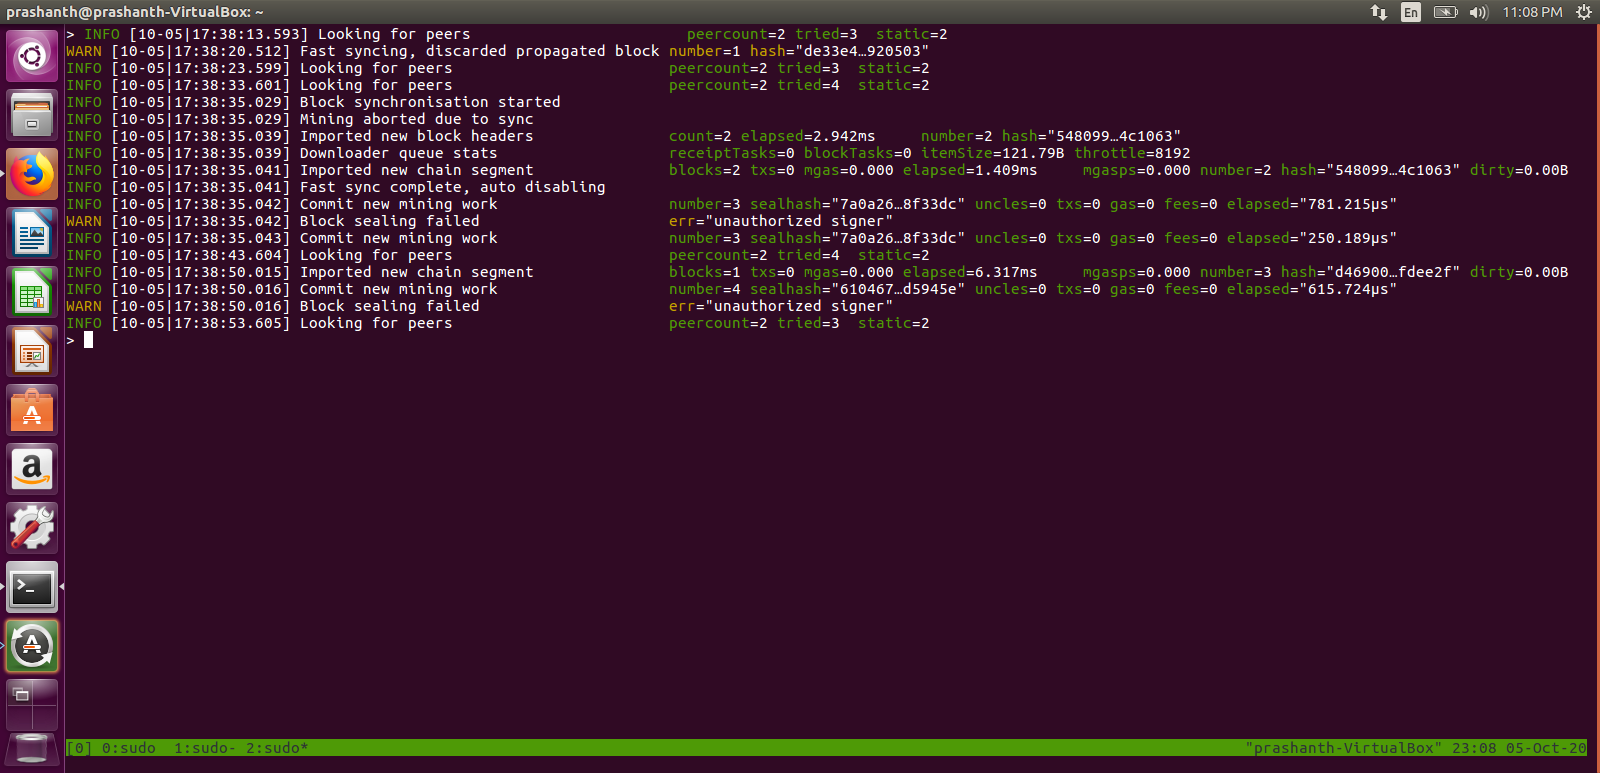 prashanth@prashanth-VirtualBox: ~
En
11:08 PM
> INFO [10-05|17:38:13.593] Looking for peers peercount=2 tried=3 static=2
WARN [10-05|17:38:20.512] Fast syncing, discarded propagated block number=1 hash="de33e4…920503"
INFO [10-05|17:38:23.599] Looking for peers peercount=2 tried=3 static=2
INFO [10-05|17:38:33.601] Looking for peers peercount=2 tried=4 static=2
INFO [10-05|17:38:35.029] Block synchronisation started
INFO [10-05|17:38:35.029] Mining aborted due to sync
INFO [10-05|17:38:35.039] Imported new block headers count=2 elapsed=2.942ms number=2 hash="548099…4c1063"
INFO [10-05|17:38:35.039] Downloader queue stats receiptTasks=0 blockTasks=0 itemSize=121.79B throttle=8192
INFO [10-05|17:38:35.041] Imported new chain segment blocks=2 txs=0 mgas=0.000 elapsed=1.409ms mgasps=0.000 number=2 hash="548099…4c1063" dirty=0.00B
INFO [10-05|17:38:35.041] Fast sync complete, auto disabling
INFO [10-05|17:38:35.042] Commit new mining work number=3 sealhash="7a0a26…8f33dc" uncles=0 txs=0 gas=0 fees=0 elapsed="781.215µs"
WARN [10-05|17:38:35.042] Block sealing failed err="unauthorized signer"
INFO [10-05|17:38:35.043] Commit new mining work number=3 sealhash="7a0a26…8f33dc" uncles=0 txs=0 gas=0 fees=0 elapsed="250.189µs"
INFO [10-05|17:38:43.604] Looking for peers peercount=2 tried=4 static=2
INFO [10-05|17:38:50.015] Imported new chain segment blocks=1 txs=0 mgas=0.000 elapsed=6.317ms mgasps=0.000 number=3 hash="d46900…fdee2f" dirty=0.00B
INFO [10-05|17:38:50.016] Commit new mining work number=4 sealhash="610467…d5945e" uncles=0 txs=0 gas=0 fees=0 elapsed="615.724µs"
WARN [10-05|17:38:50.016] Block sealing failed err="unauthorized signer"
INFO [10-05|17:38:53.605] Looking for peers peercount=2 tried=3 static=2
>
[0] 0:sudo 1:sudo- 2:sudo* "prashanth-VirtualBox" 23:08 05-Oct-20